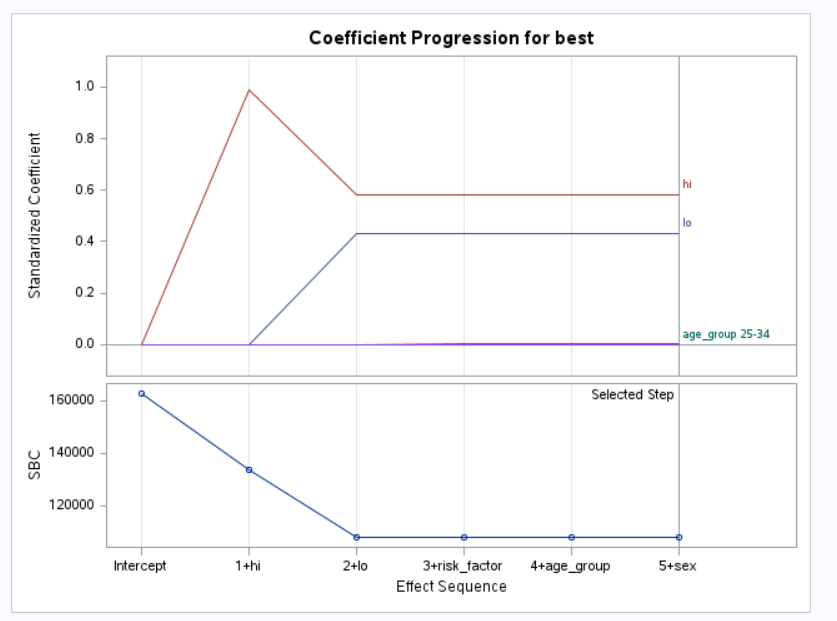 Coefficient Progression for best
Standardized Coefficient
1.0
0.8
0.6
0.4
0.2
0.0
hi
lo
age_group 25-34
SBC
160000
140000
120000
Selected Step
Intercept 1+hi 2+lo 3+risk_factor 4+age_group 5+sex
Effect Sequence